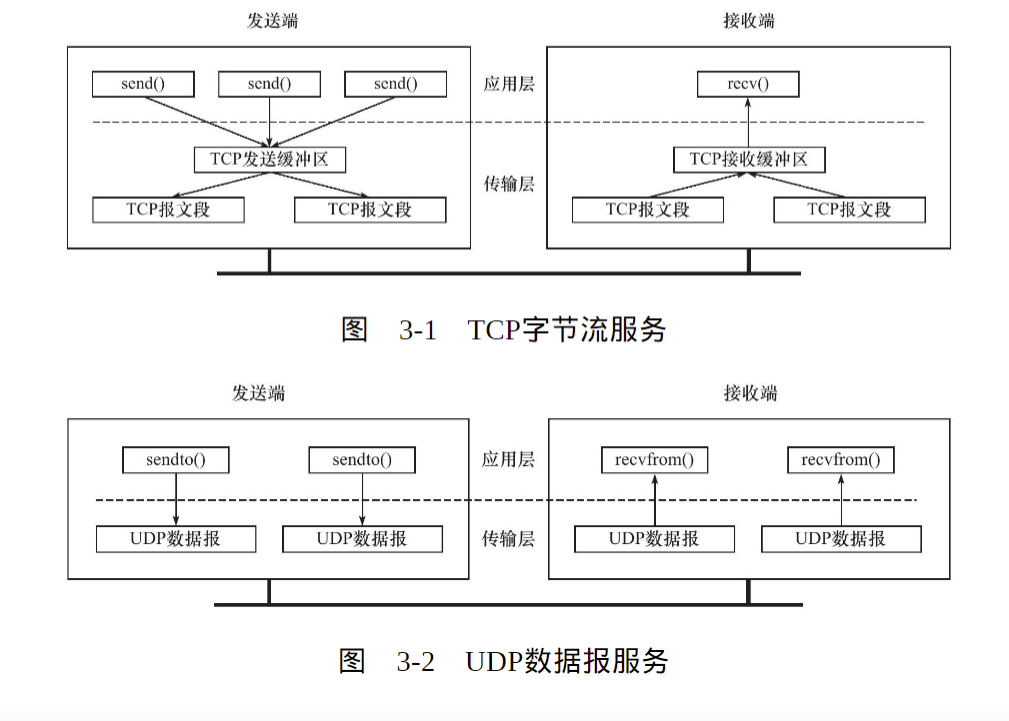 发送端 接收端
send() send() send() 应用层 recv()
TCP发送缓冲区 TCP接收缓冲区
传输层
TCP报文段 TCP报文段 TCP报文段 TCP报文段
图 3-1 TCP字节流服务
发送端 接收端
sendto() sendto() 应用层 recvfrom() recvfrom()
UDP数据报 UDP数据报 传输层 UDP数据报 UDP数据报
图 3-2 UDP数据报服务